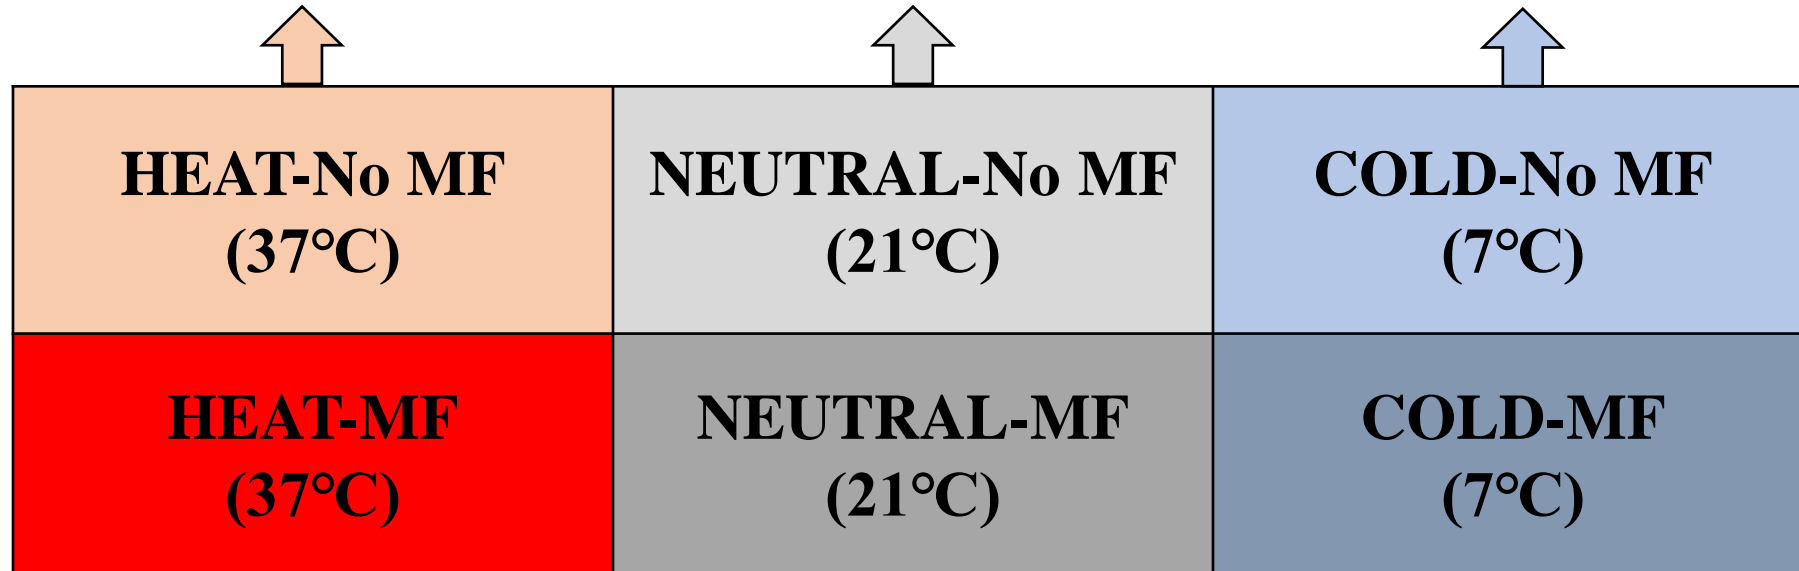 HEAT-No MF
(37°C)
NEUTRAL-No MF
(21°C)
COLD-No MF
(7°C)
HEAT-MF
(37°C)
NEUTRAL-MF
(21°C)
COLD-MF
(7°C)